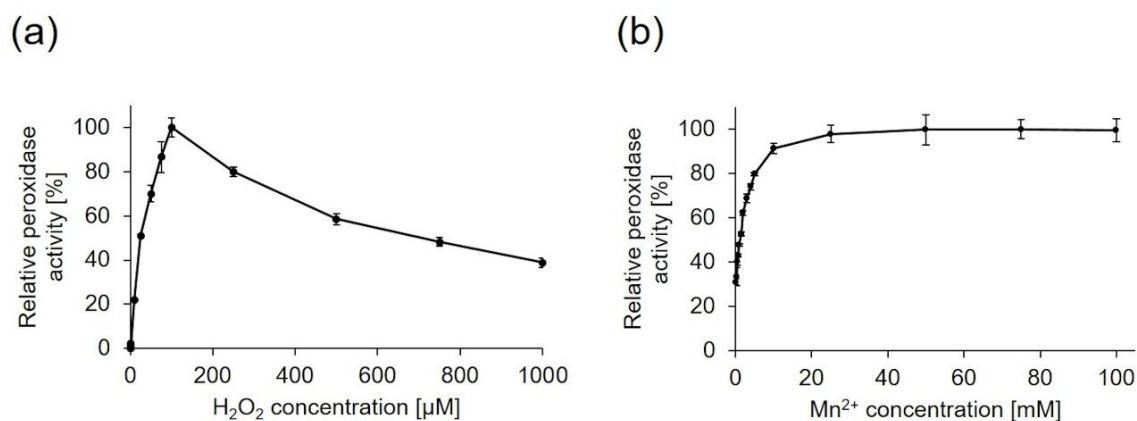 (a)
Relative peroxidase
activity [%]
100
80
60
40
20
0
0 200 400 600 800 1000
H₂O₂ concentration [µM]
(b)
Relative peroxidase
activity [%]
100
80
60
40
20
0
0 20 40 60 80 100
Mn²⁺ concentration [mM]